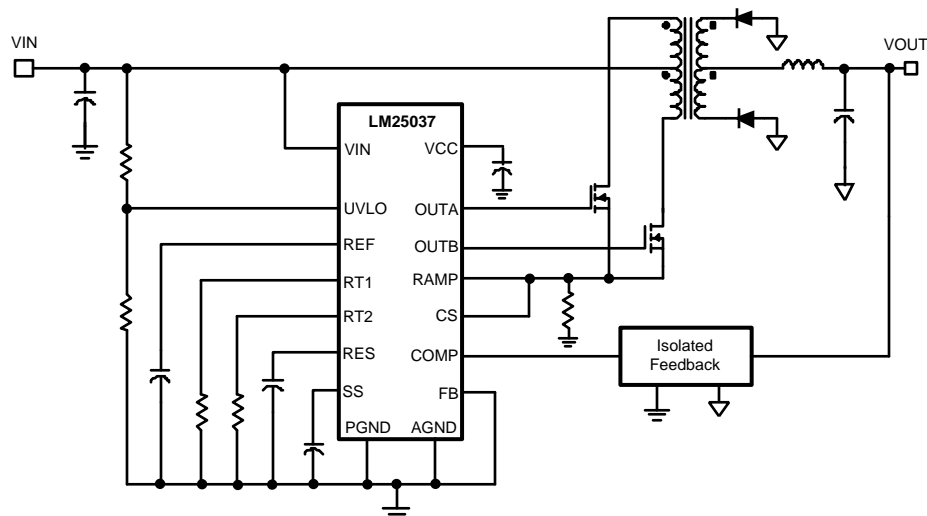 VIN
VOUT
LM25037
VIN
VCC
UVLO
OUTA
REF
OUTB
RT1
RAMP
RT2
CS
RES
COMP
SS
FB
PGND
AGND
Isolated
Feedback